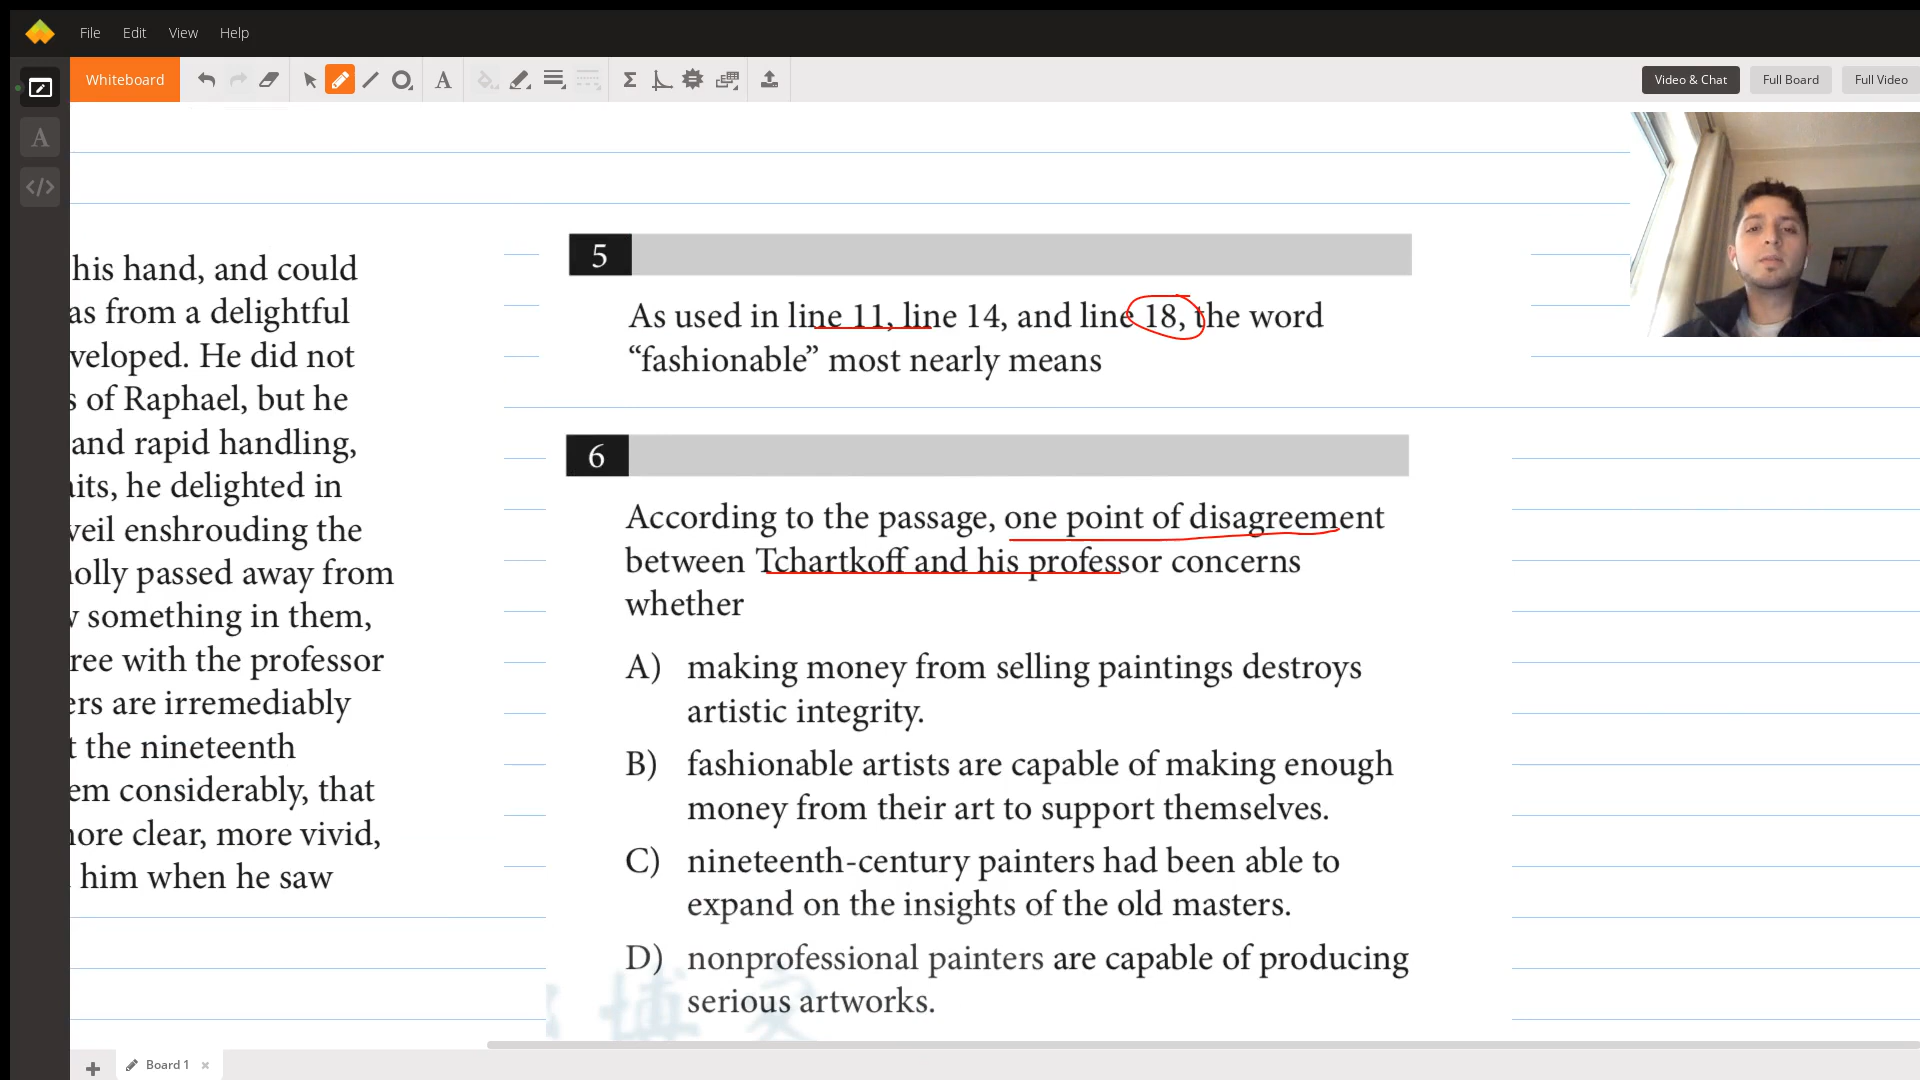 File Edit View Help
Whiteboard
Video & Chat Full Board Full Video
his hand, and could
as from a delightful
veloped. He did not
s of Raphael, but he
and rapid handling,
aits, he delighted in
veil enshrouding the
olly passed away from
something in them,
ree with the professor
ers are irremediably
t the nineteenth
em considerably, that
ore clear, more vivid,
him when he saw
5
As used in line 11, line 14, and line 18, the word
“fashionable” most nearly means
6
According to the passage, one point of disagreement
between Tchartkoff and his professor concerns
whether
A) making money from selling paintings destroys
artistic integrity.
B) fashionable artists are capable of making enough
money from their art to support themselves.
C) nineteenth-century painters had been able to
expand on the insights of the old masters.
D) nonprofessional painters are capable of producing
serious artworks.
Board 1